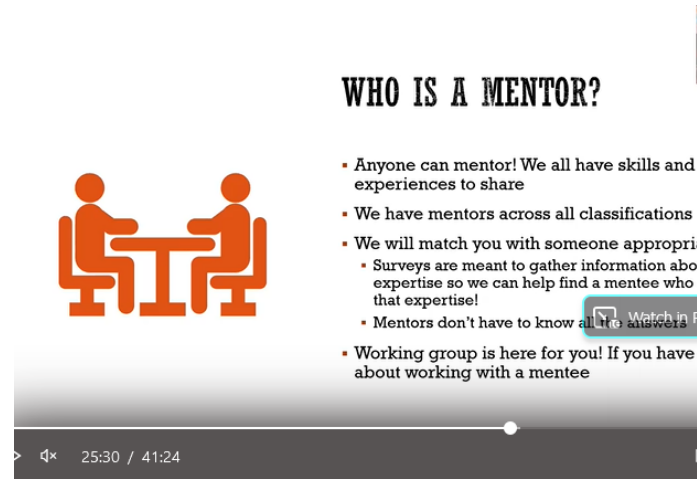 WHO IS A MENTOR?
Anyone can mentor! We all have skills and
experiences to share
We have mentors across all classifications
We will match you with someone
Surveys are meant to gather information
expertise so we can help find a mentee who
that expertise!
Watch in
Mentors don't have to know all the answers
Working group is here for you! If you have
about working with a mentee
25:30 / 41:24